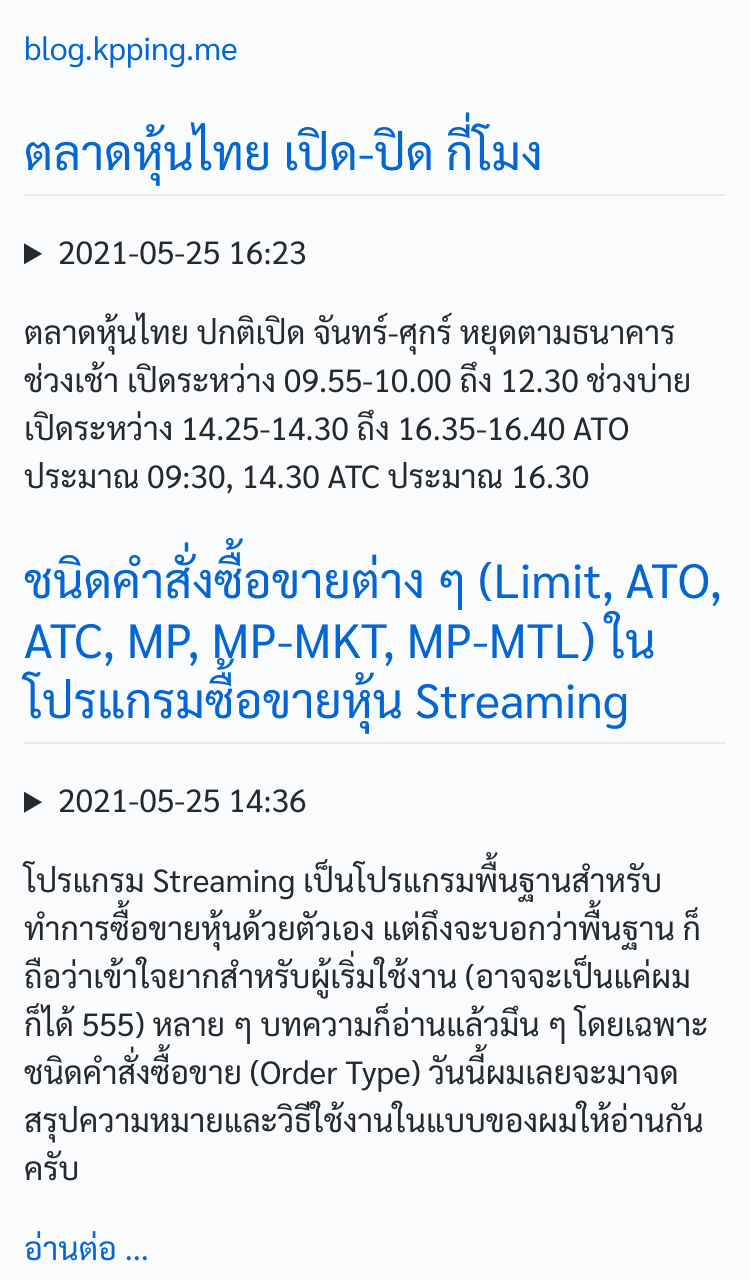 blog.kpping.me
ตลาดหุ้นไทย เปิด-ปิด กี่โมง
▶ 2021-05-25 16:23
ตลาดหุ้นไทย ปกติเปิด จันทร์-ศุกร์ หยุดตามธนาคาร
ช่วงเช้า เปิดระหว่าง 09.55-10.00 ถึง 12.30 ช่วงบ่าย
เปิดระหว่าง 14.25-14.30 ถึง 16.35-16.40 ATO
ประมาณ 09:30, 14.30 ATC ประมาณ 16.30
ชนิดคำสั่งซื้อขายต่าง ๆ (Limit, ATO,
ATC, MP, MP-MKT, MP-MTL) ใน
โปรแกรมซื้อขายหุ้น Streaming
▶ 2021-05-25 14:36
โปรแกรม Streaming เป็นโปรแกรมพื้นฐานสำหรับ
ทำการซื้อขายหุ้นด้วยตัวเอง แต่ถึงจะบอกว่าพื้นฐาน ก็
ถือว่าเข้าใจยากสำหรับผู้เริ่มใช้งาน (อาจจะเป็นแค่ผม
ก็ได้ 555) หลาย ๆ บทความก็อ่านแล้วมึน ๆ โดยเฉพาะ
ชนิดคำสั่งซื้อขาย (Order Type) วันนี้ผมเลยจะมาจด
สรุปความหมายและวิธีใช้งานในแบบของผมให้อ่านกัน
ครับ
อ่านต่อ ...